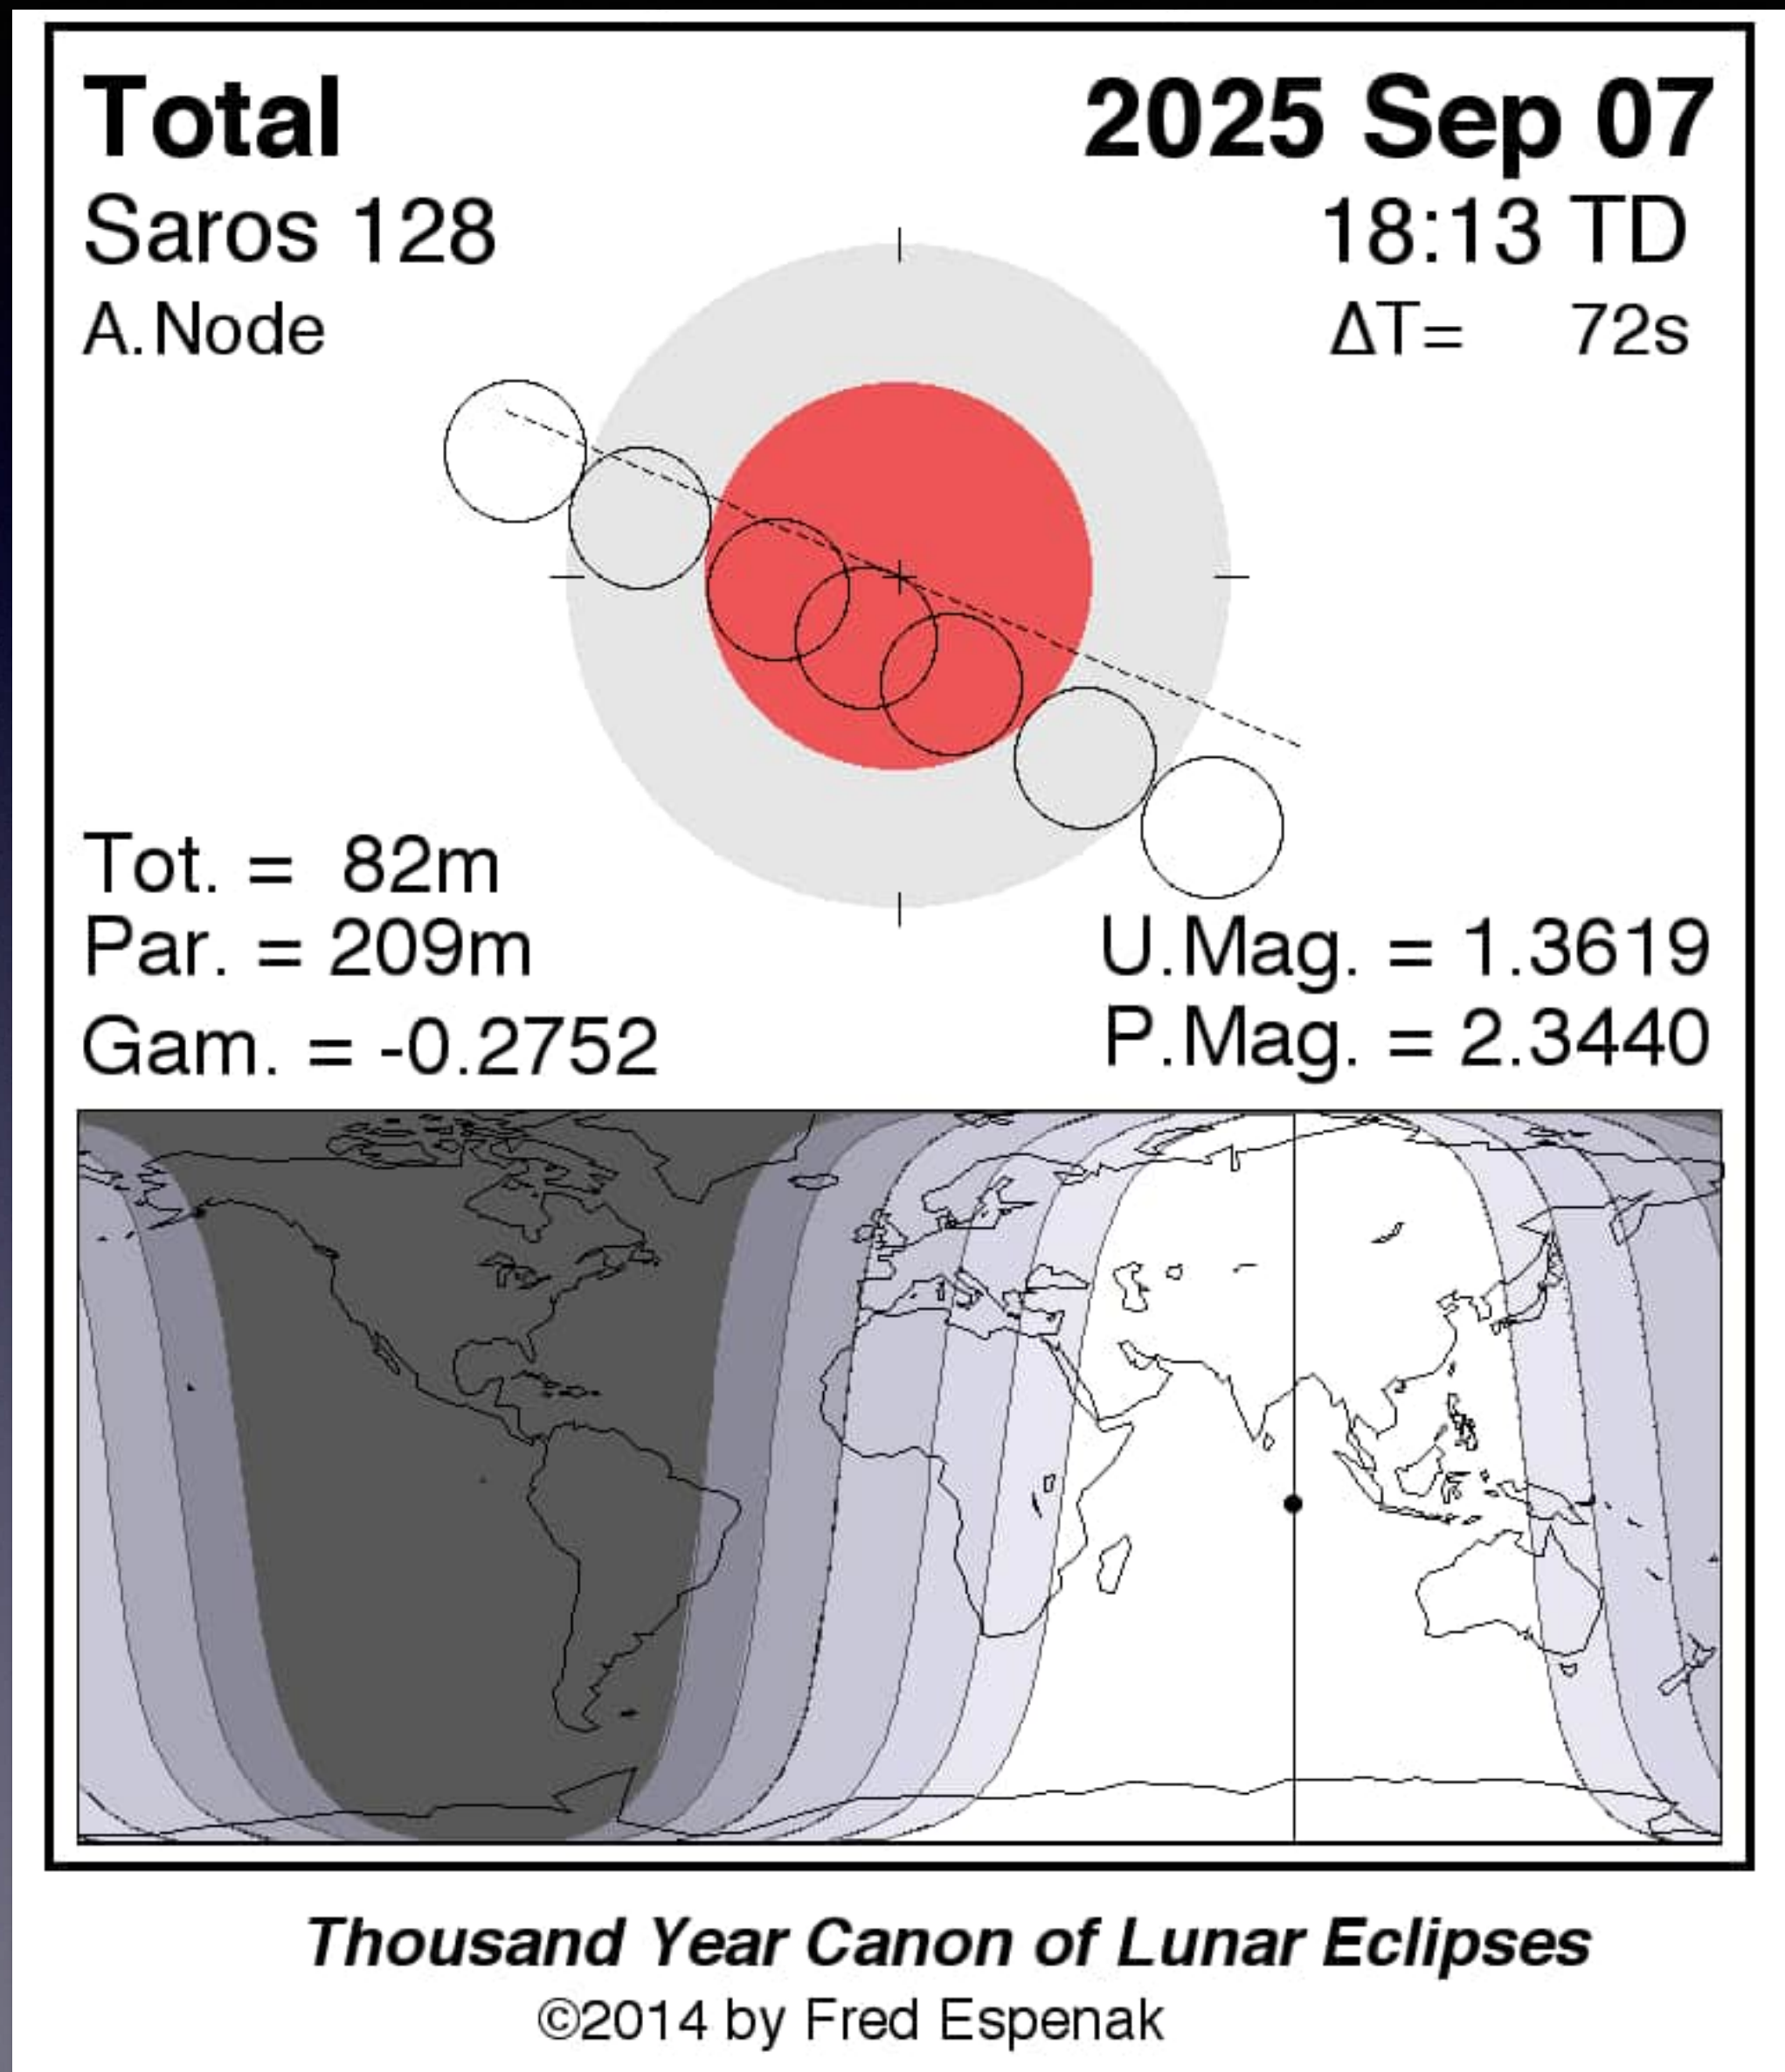 Total
2025 Sep 07
Saros 128
18:13 TD
A.Node
ΔT= 72s
Tot. = 82m
Par. = 209m
U.Mag. = 1.3619
Gam. = -0.2752
P.Mag. = 2.3440
Thousand Year Canon of Lunar Eclipses
©2014 by Fred Espenak